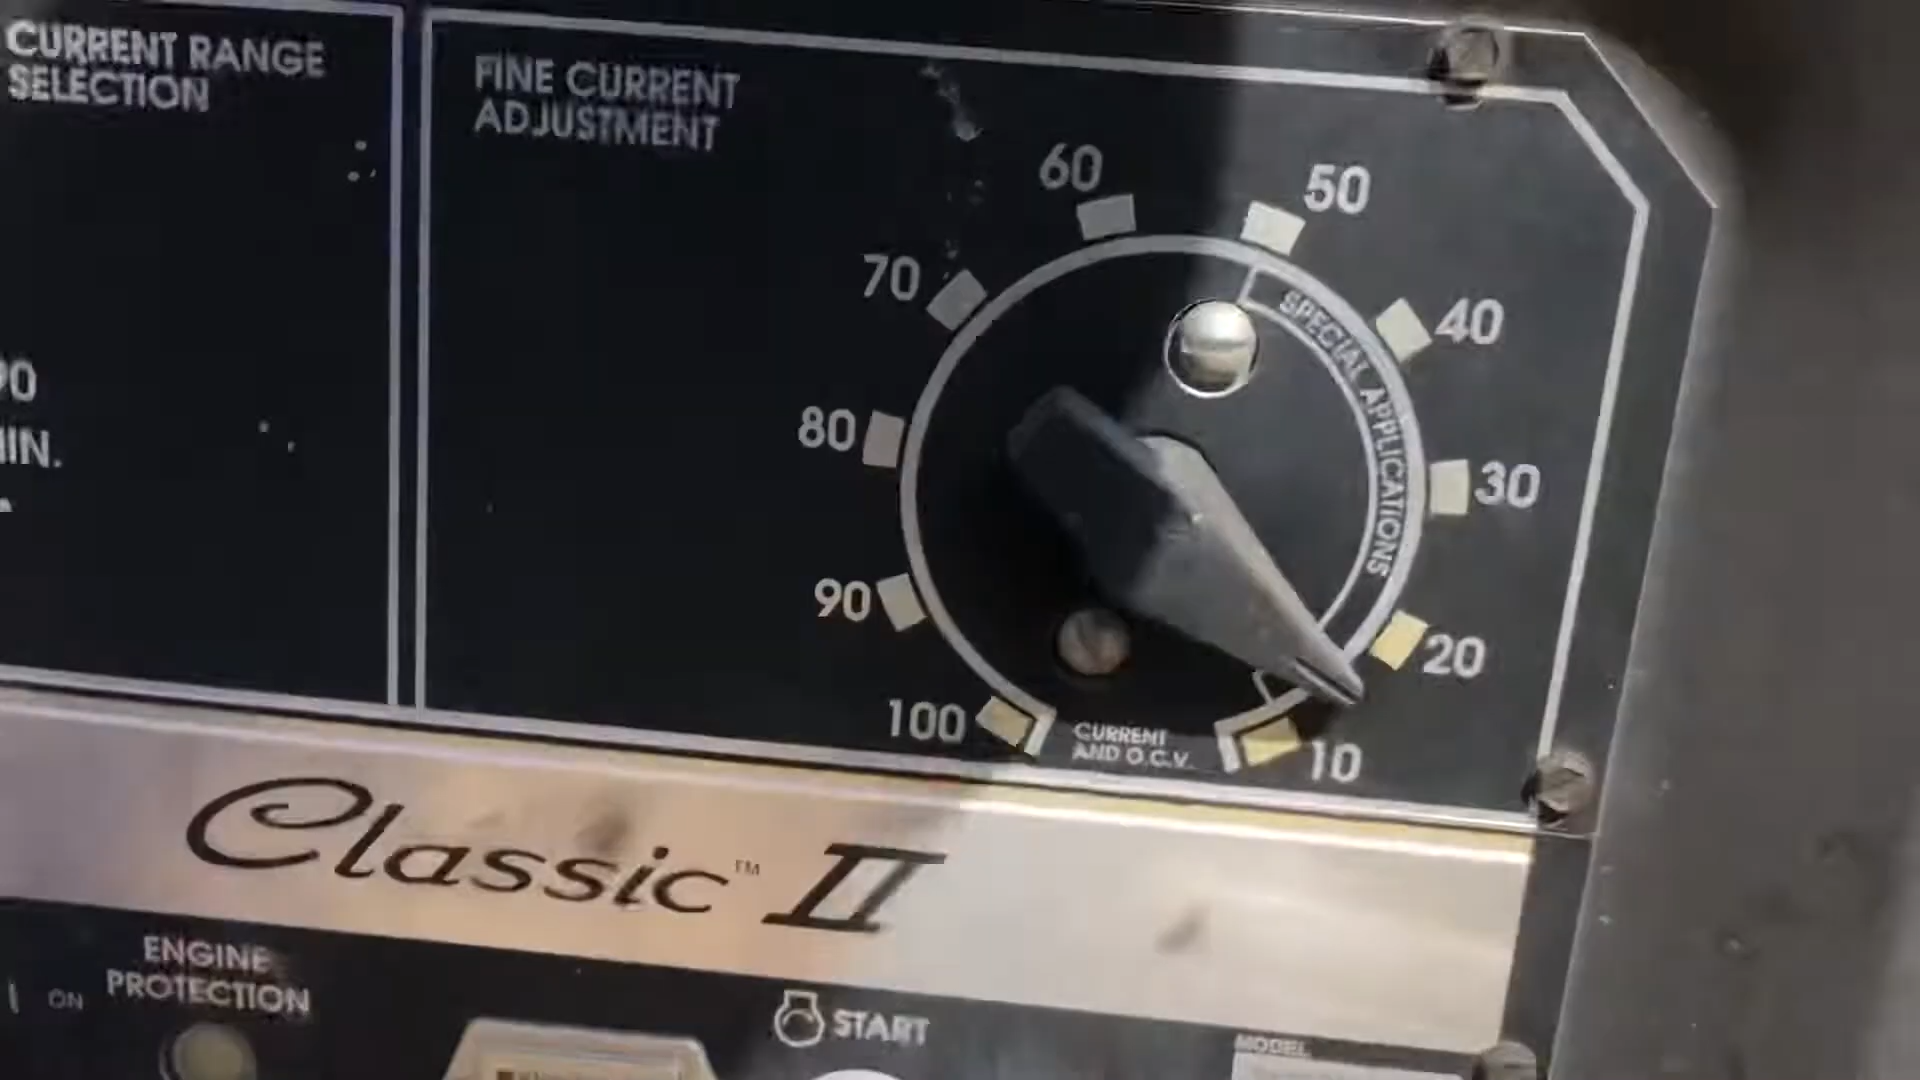 CURRENT RANGE
SELECTION
FINE CURRENT
ADJUSTMENT
60
50
70
40
SPECIAL APPLICATIONS
80
30
90
20
100
CURRENT
AND O.C.V.
10
Classic™ II
ENGINE
PROTECTION
ON
START
MODEL